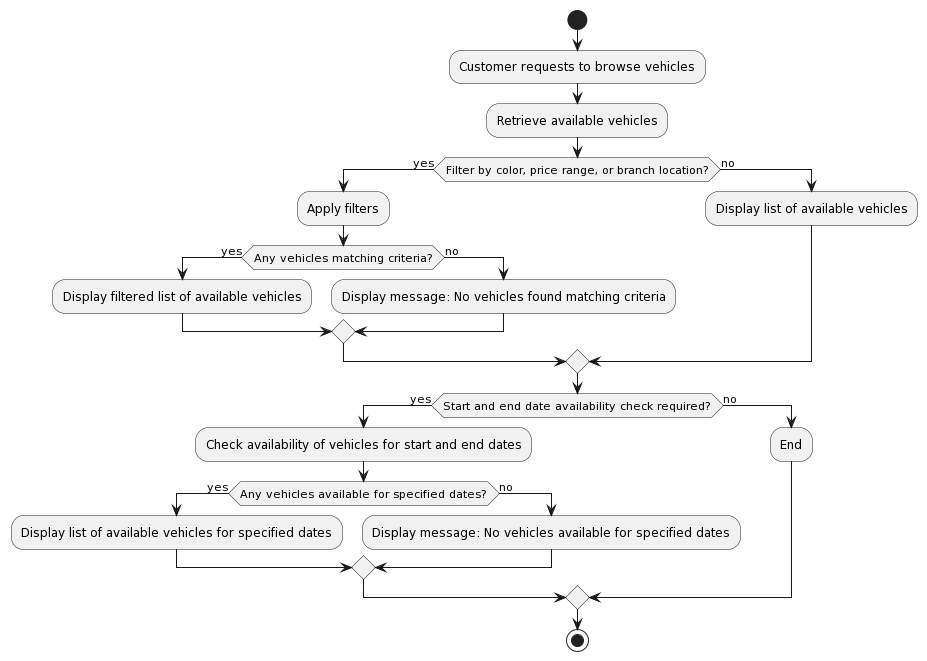 Customer requests to browse vehicles
Retrieve available vehicles
yes
Filter by color, price range, or branch location?
no
Apply filters
Display list of available vehicles
yes
Any vehicles matching criteria?
no
Display filtered list of available vehicles
Display message: No vehicles found matching criteria
yes
Start and end date availability check required?
no
Check availability of vehicles for start and end dates
End
yes
Any vehicles available for specified dates?
no
Display list of available vehicles for specified dates
Display message: No vehicles available for specified dates